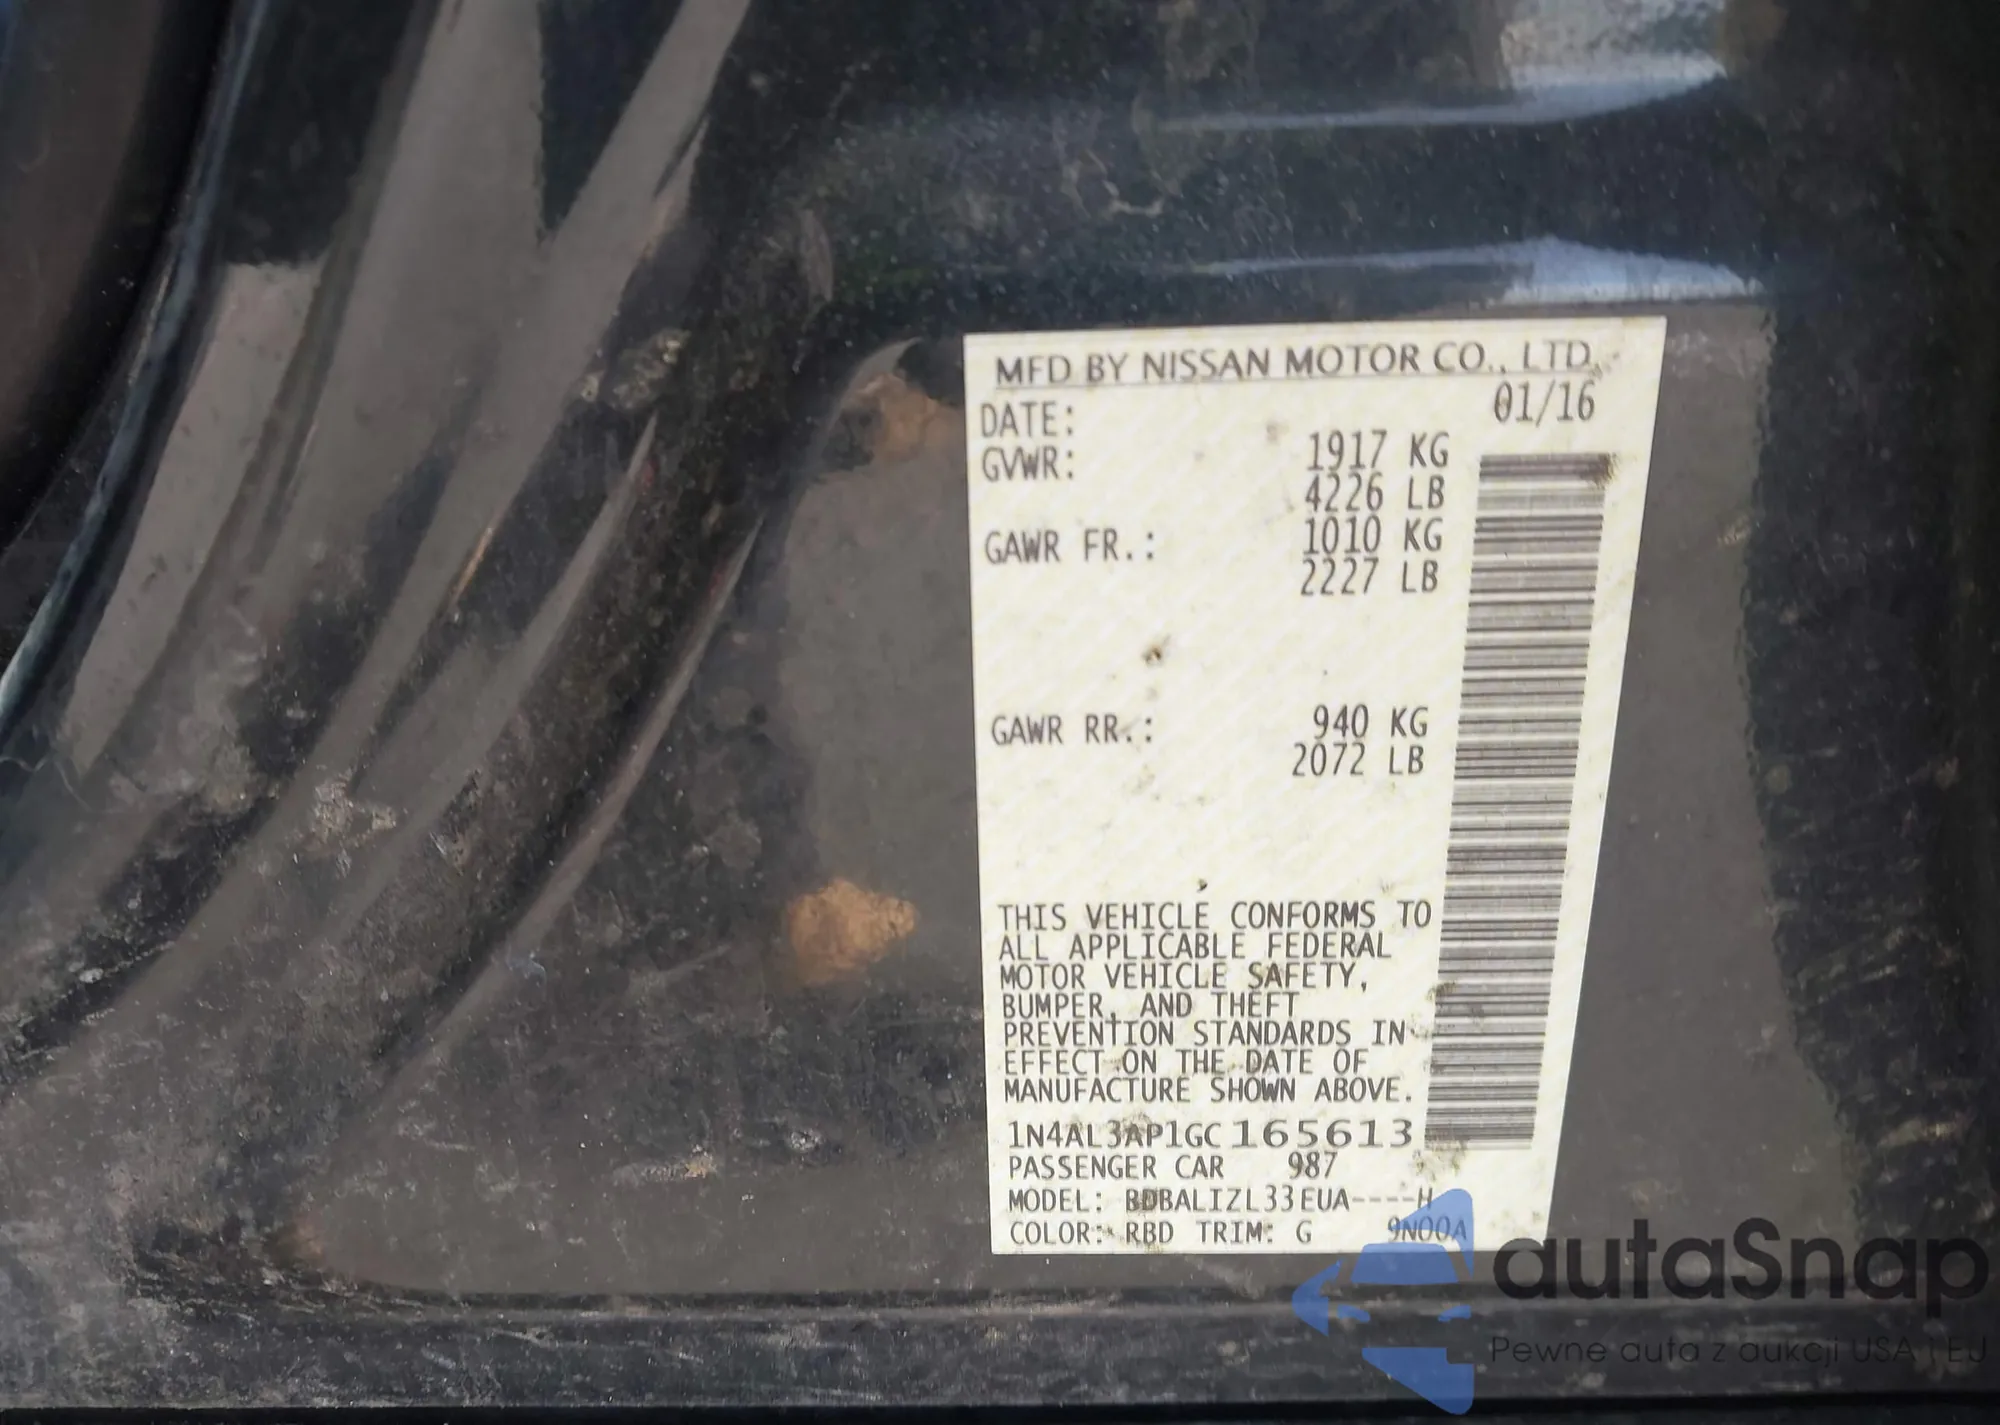 MFD BY NISSAN MOTOR CO., LTD.
DATE: 01/16
GVWR: 1917 KG
4226 LB
GAWR FR.: 1010 KG
2227 LB
GAWR RR.: 940 KG
2072 LB
THIS VEHICLE CONFORMS TO
ALL APPLICABLE FEDERAL
MOTOR VEHICLE SAFETY,
BUMPER, AND THEFT
PREVENTION STANDARDS IN
EFFECT ON THE DATE OF
MANUFACTURE SHOWN ABOVE.
1N4AL3AP1GC165613
PASSENGER CAR 987
MODEL: BDBALIZL33EUA----H
COLOR: RBD TRIM: G 9N00A
autaSnap
Pewne auta z aukcji USA i EU